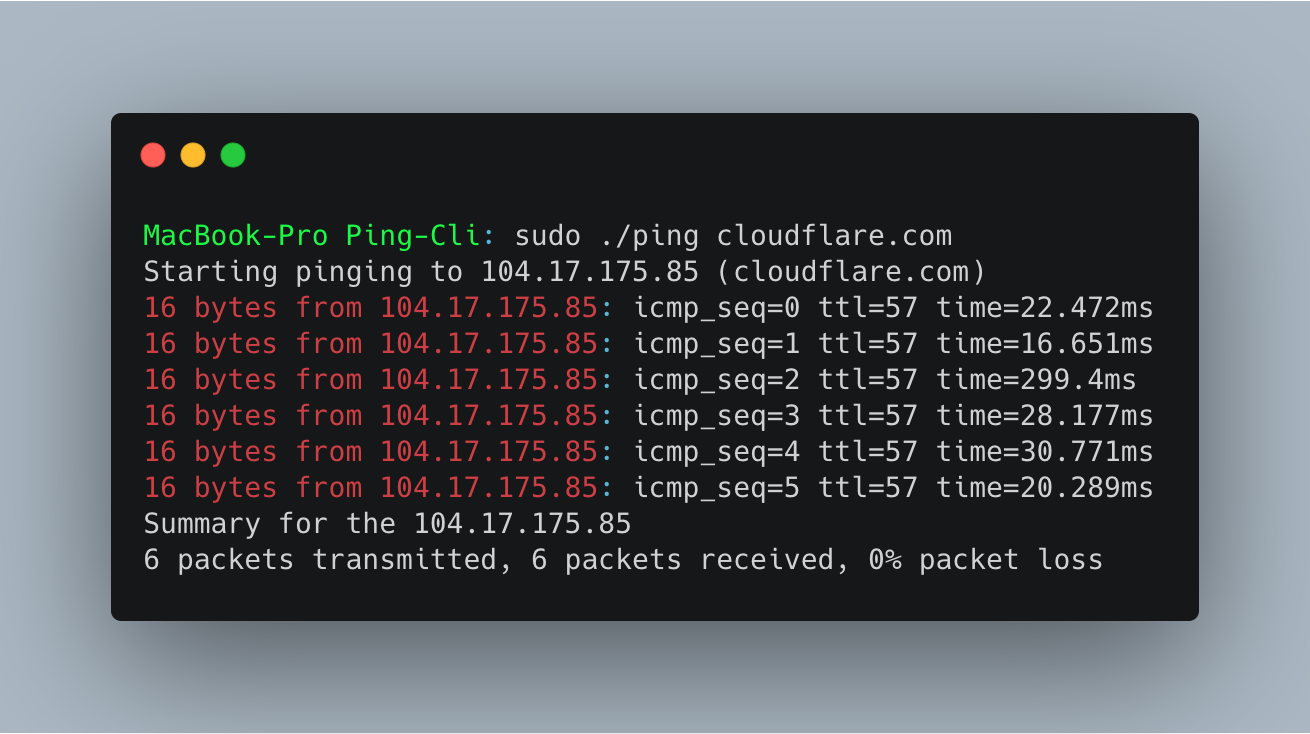 MacBook-Pro Ping-Cli: sudo ./ping cloudflare.com
Starting pinging to 104.17.175.85 (cloudflare.com)
16 bytes from 104.17.175.85: icmp_seq=0 ttl=57 time=22.472ms
16 bytes from 104.17.175.85: icmp_seq=1 ttl=57 time=16.651ms
16 bytes from 104.17.175.85: icmp_seq=2 ttl=57 time=299.4ms
16 bytes from 104.17.175.85: icmp_seq=3 ttl=57 time=28.177ms
16 bytes from 104.17.175.85: icmp_seq=4 ttl=57 time=30.771ms
16 bytes from 104.17.175.85: icmp_seq=5 ttl=57 time=20.289ms
Summary for the 104.17.175.85
6 packets transmitted, 6 packets received, 0% packet loss